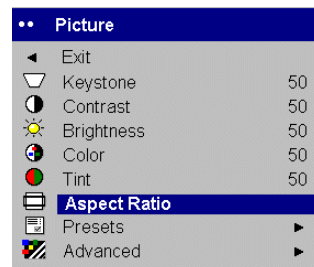 Picture
Exit
Keystone 50
Contrast 50
Brightness 50
Color 50
Tint 50
Aspect Ratio
Presets
Advanced